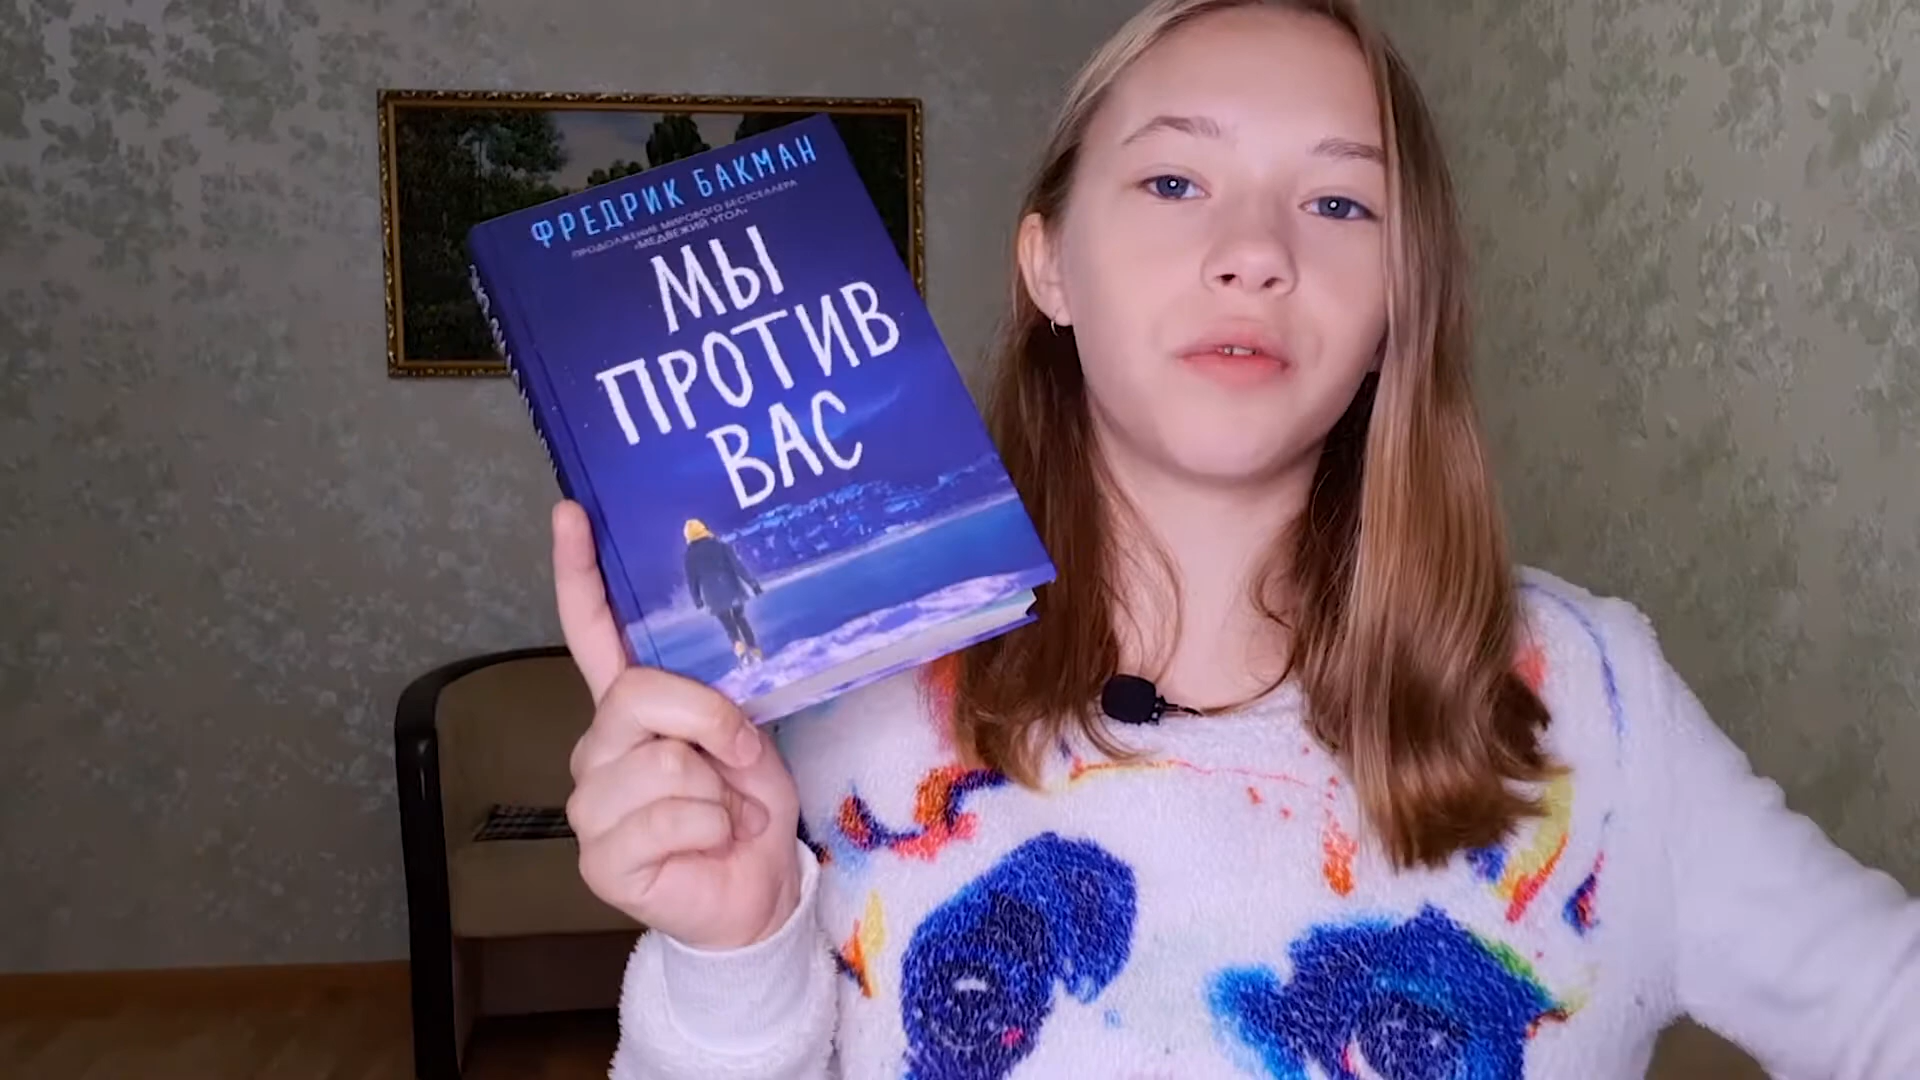 ФРЕДРИК БАКМАН
ПРОДОЛЖЕНИЕ МИРОВОГО БЕСТСЕЛЛЕРА
«МЕДВЕЖИЙ УГОЛ»
МЫ
ПРОТИВ
ВАС